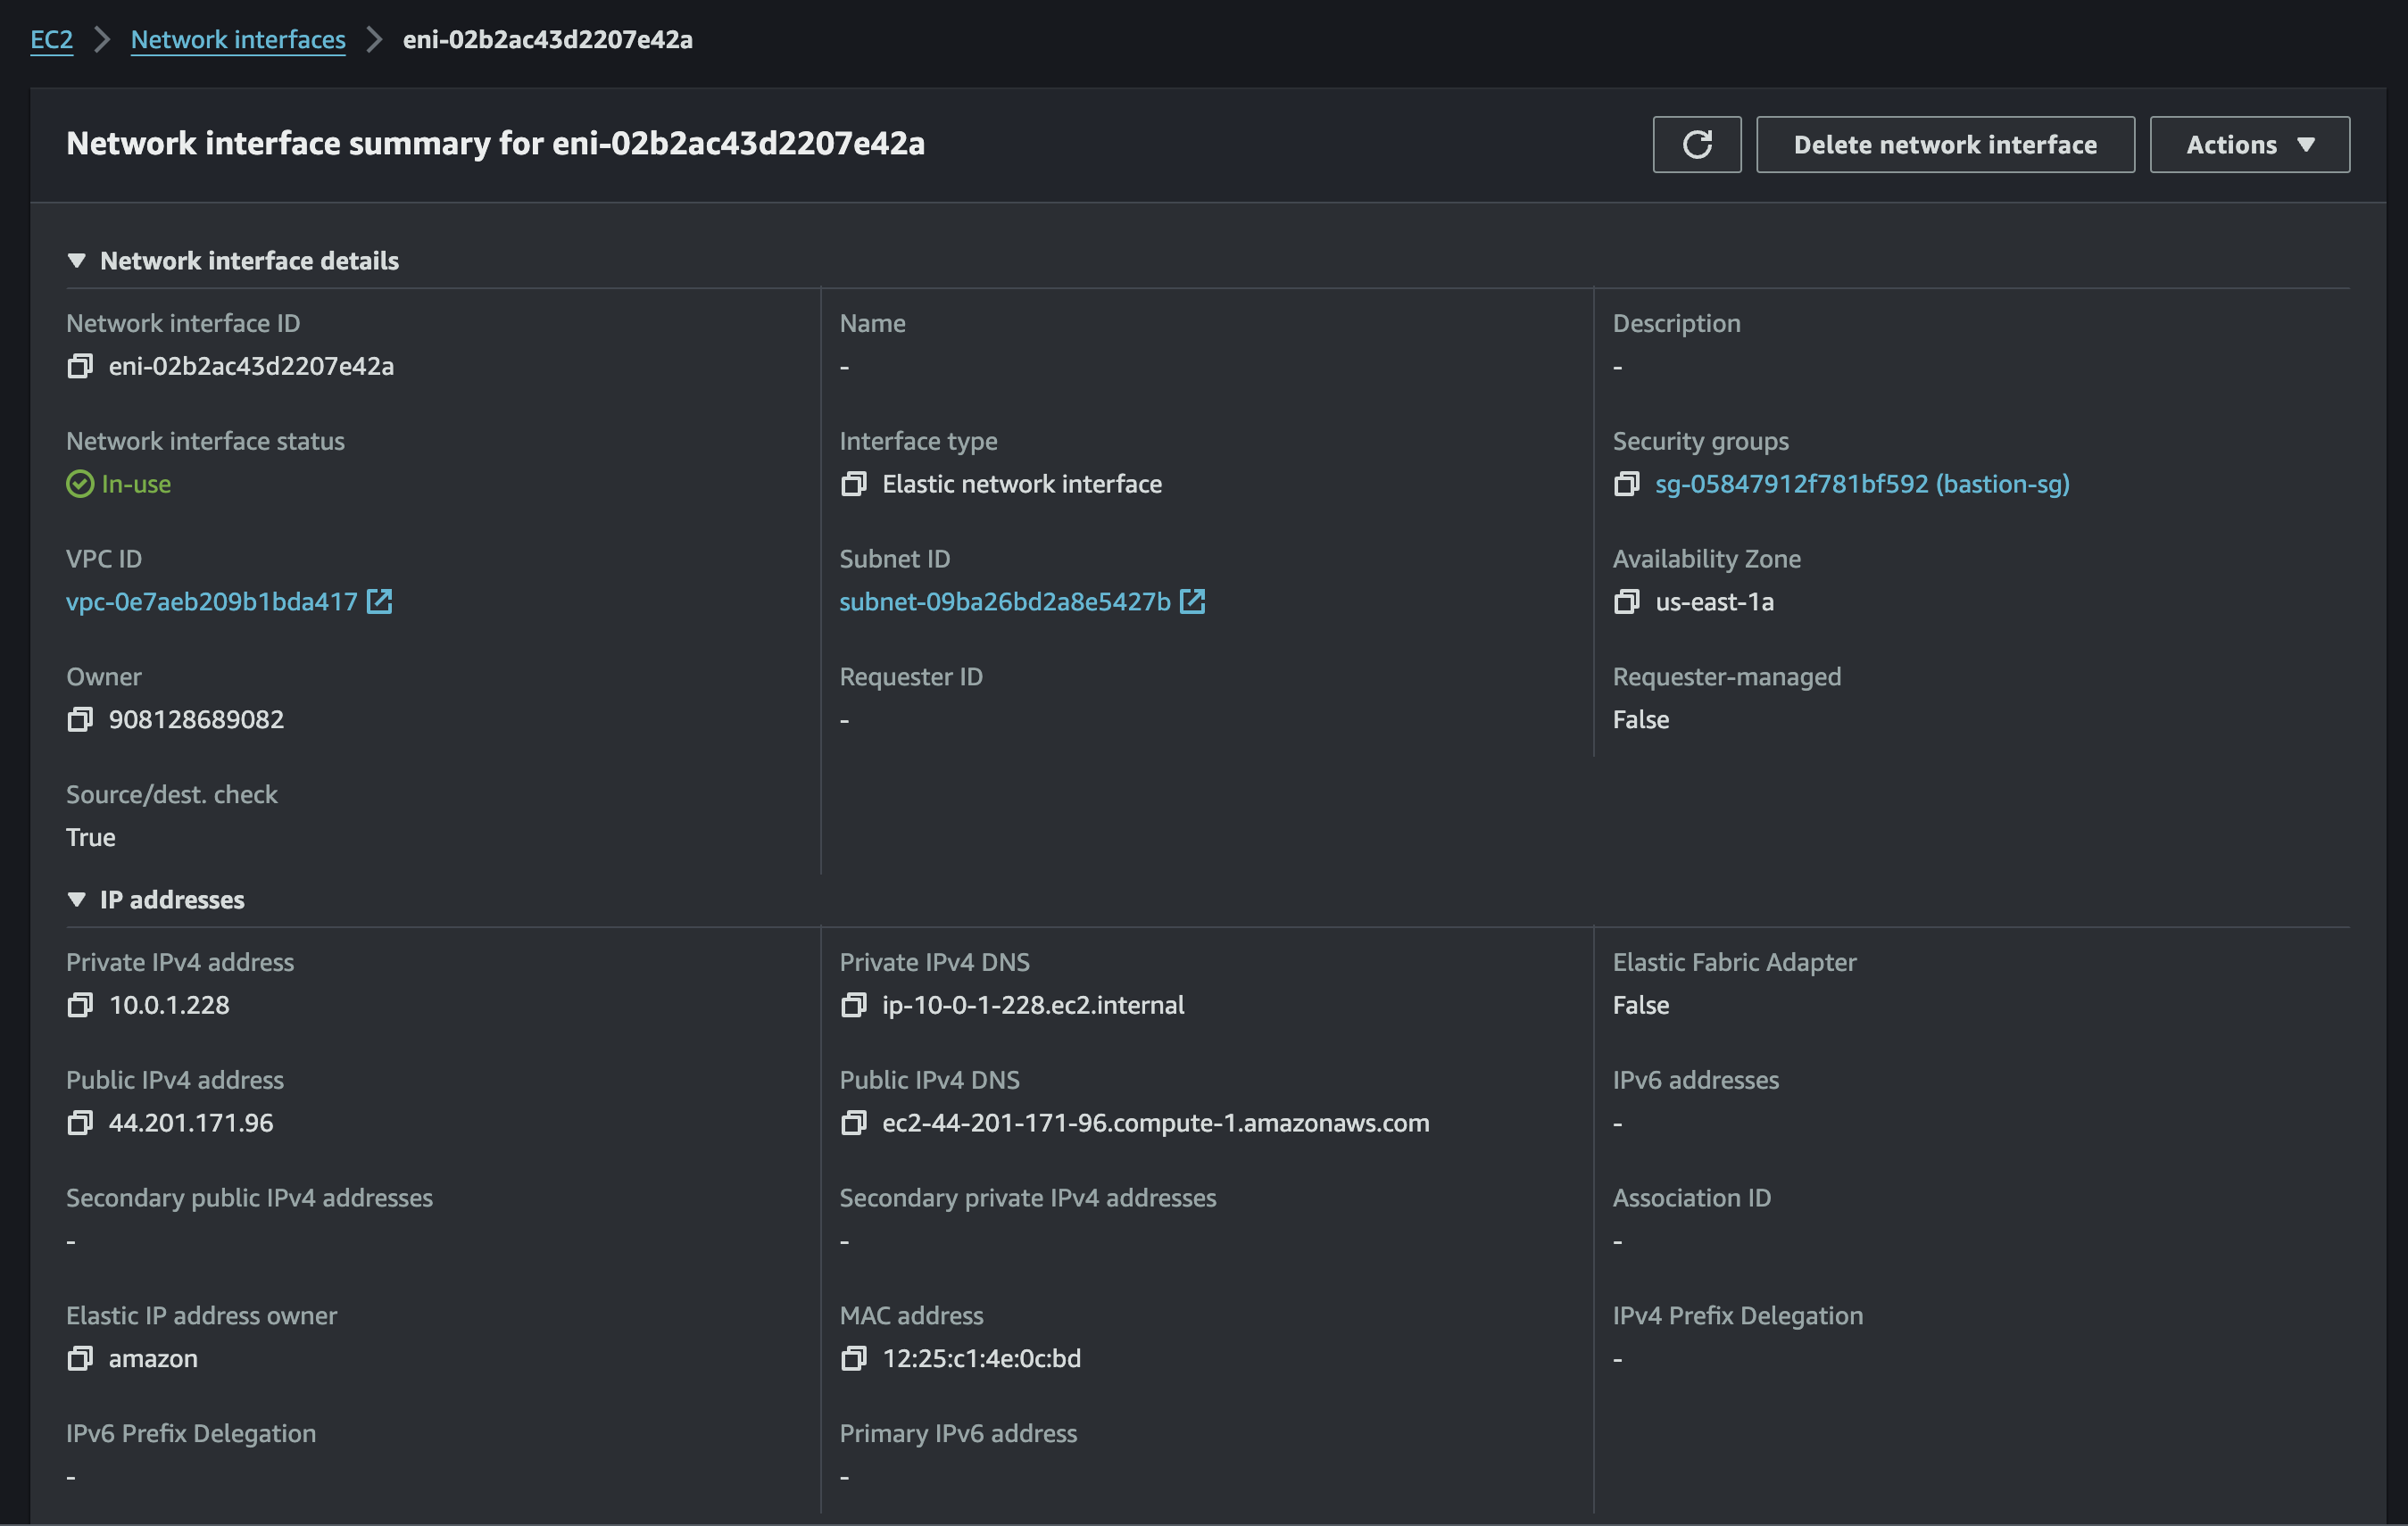 EC2 > Network interfaces > eni-02b2ac43d2207e42a
Network interface summary for eni-02b2ac43d2207e42a
Delete network interface
Actions
Network interface details
Network interface ID
eni-02b2ac43d2207e42a
Name
-
Description
-
Network interface status
In-use
Interface type
Elastic network interface
Security groups
sg-05847912f781bf592 (bastion-sg)
VPC ID
vpc-0e7aeb209b1bda417
Subnet ID
subnet-09ba26bd2a8e5427b
Availability Zone
us-east-1a
Owner
908128689082
Requester ID
-
Requester-managed
False
Source/dest. check
True
IP addresses
Private IPv4 address
10.0.1.228
Private IPv4 DNS
ip-10-0-1-228.ec2.internal
Elastic Fabric Adapter
False
Public IPv4 address
44.201.171.96
Public IPv4 DNS
ec2-44-201-171-96.compute-1.amazonaws.com
IPv6 addresses
-
Secondary public IPv4 addresses
-
Secondary private IPv4 addresses
-
Association ID
-
Elastic IP address owner
amazon
MAC address
12:25:c1:4e:0c:bd
IPv4 Prefix Delegation
-
IPv6 Prefix Delegation
-
Primary IPv6 address
-